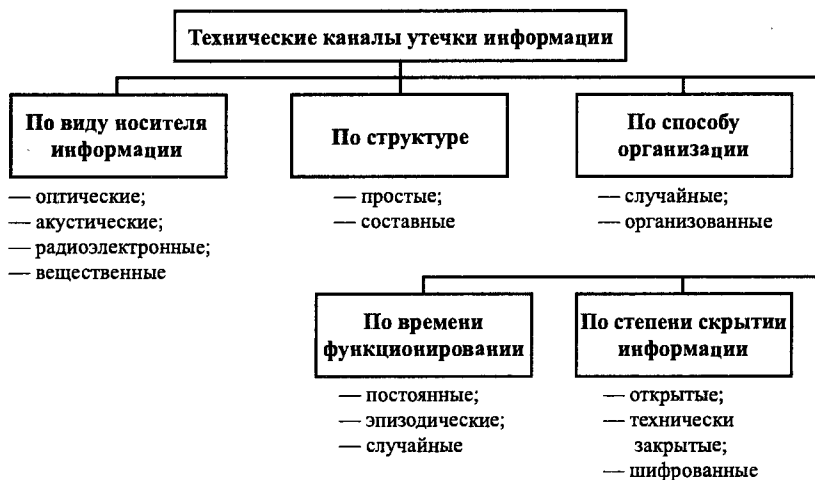 Технические каналы утечки информации
По виду носителя
информации
— оптические;
— акустические;
— радиоэлектронные;
— вещественные
По структуре
— простые;
— составные
По способу
организации
— случайные;
— организованные
По времени
функционировании
— постоянные;
— эпизодические;
— случайные
По степени скрытии
информации
— открытые;
— технически
закрытые;
— шифрованные